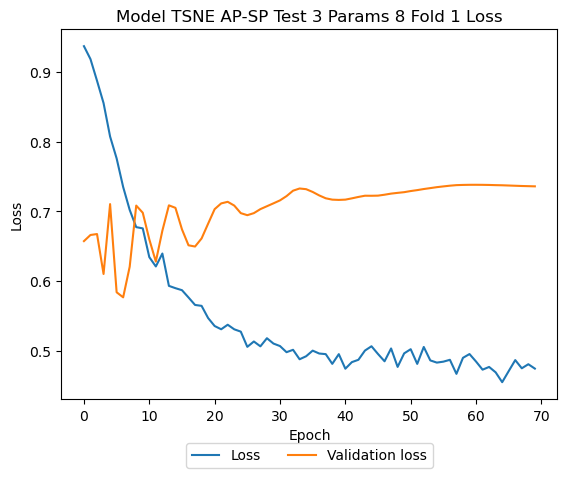 Model TSNE AP-SP Test 3 Params 8 Fold 1 Loss
0.9
0.8
0.7
0.6
0.5
Loss
0 10 20 30 40 50 60 70
Epoch
Loss Validation loss